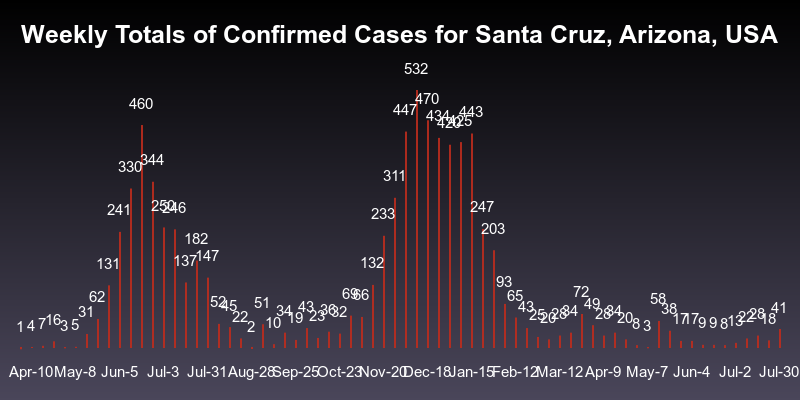 Weekly Totals of Confirmed Cases for Santa Cruz, Arizona, USA
1 4 7 16 3 5 31 62 131 241 330 460 344 250 246 137 182 147 52 45 22 2 51 10 34 19 43 23 36 32 69 66 132 233 311 447 532 470 434 420 425 443 247 203 93 65 43 25 20 28 34 72 49 28 34 20 8 3 58 38 17 17 9 9 8 13 22 28 18 41
Apr-10 May-8 Jun-5 Jul-3 Jul-31 Aug-28 Sep-25 Oct-23 Nov-20 Dec-18 Jan-15 Feb-12 Mar-12 Apr-9 May-7 Jun-4 Jul-2 Jul-30